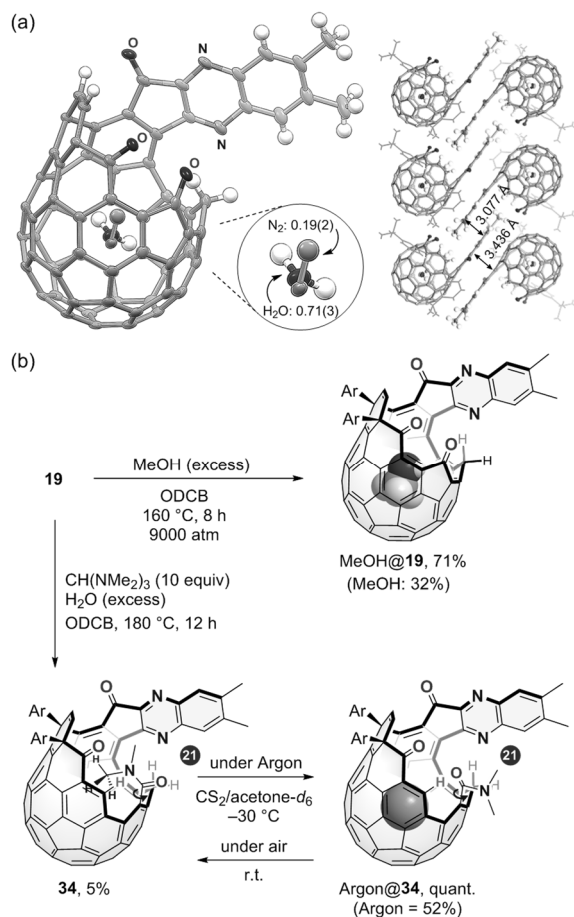 (a)
O
N
O
N
O
N₂: 0.19(2)
H₂O: 0.71(3)
3.077 Å
3.436 Å
(b)
O
N
Ar
N
Ar
O
O
H
H
19
MeOH (excess)
ODCB
160 °C, 8 h
9000 atm
MeOH@19, 71%
(MeOH: 32%)
CH(NMe₂)₃ (10 equiv)
H₂O (excess)
ODCB, 180 °C, 12 h
O
N
Ar
N
Ar
O
21
H
N
O
H
H
H
H
34, 5%
under Argon
CS₂/acetone-d₆
–30 °C
under air
r.t.
O
N
Ar
N
Ar
O
21
H
O
N
H
H
Argon@34, quant.
(Argon = 52%)